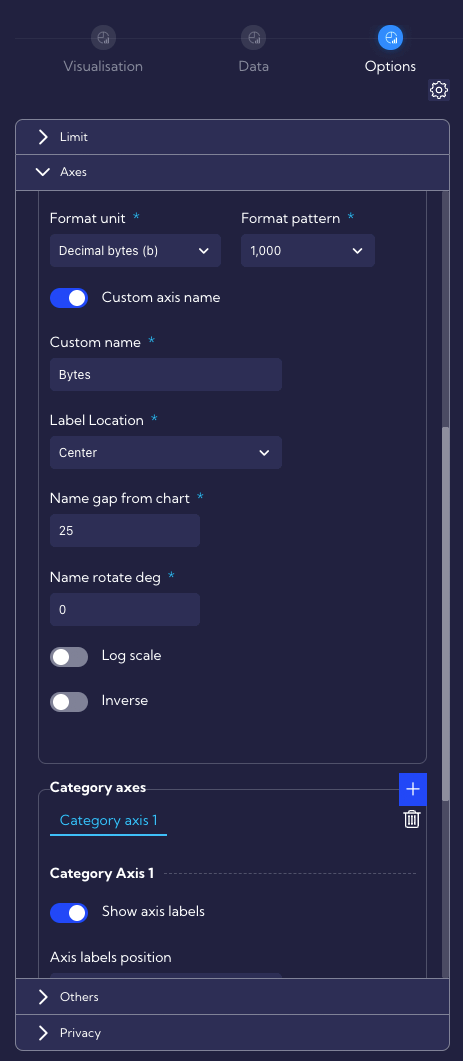 Visualisation Data Options
Limit
Axes
Format unit * Format pattern *
Decimal bytes (b) 1,000
Custom axis name
Custom name *
Bytes
Label Location *
Center
Name gap from chart *
25
Name rotate deg *
0
Log scale
Inverse
Category axes
Category axis 1
Category Axis 1
Show axis labels
Axis labels position
Others
Privacy